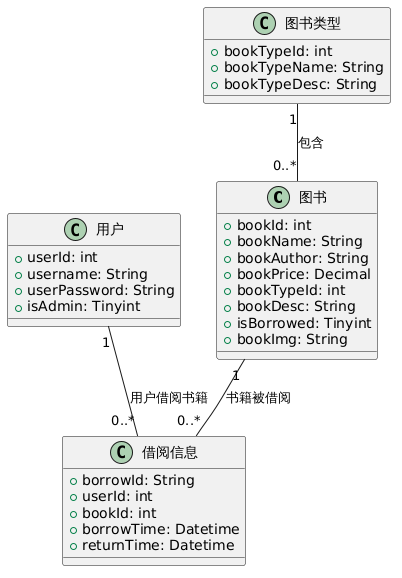 C 图书类型
bookTypeId: int
bookTypeName: String
bookTypeDesc: String
1
包含
0..*
C 图书
bookId: int
bookName: String
bookAuthor: String
bookPrice: Decimal
bookTypeId: int
bookDesc: String
isBorrowed: Tinyint
bookImg: String
C 用户
userId: int
username: String
userPassword: String
isAdmin: Tinyint
1
1
用户借阅书籍
书籍被借阅
0..*
0..*
C 借阅信息
borrowId: String
userId: int
bookId: int
borrowTime: Datetime
returnTime: Datetime